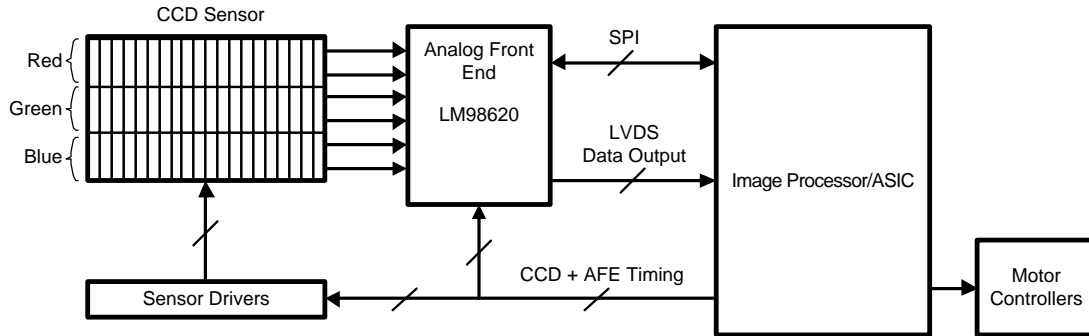 CCD Sensor
Red
Green
Blue
Analog Front
End
LM98620
SPI
LVDS
Data Output
Image Processor/ASIC
CCD + AFE Timing
Sensor Drivers
Motor
Controllers